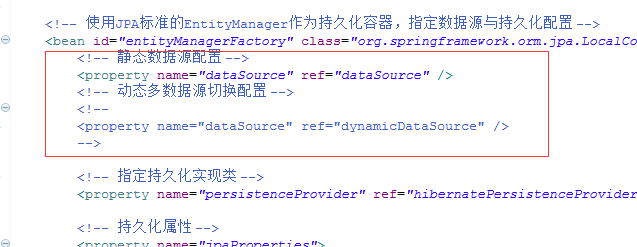 <!-- 使用JPA标准的EntityManager作为持久化容器，指定数据源与持久化配置 -->
<bean id="entityManagerFactory" class="org.springframework.orm.jpa.LocalCo
<!-- 静态数据源配置 -->
<property name="dataSource" ref="dataSource" />
<!-- 动态多数据源切换配置 -->
<!--
<property name="dataSource" ref="dynamicDataSource" />
-->
<!-- 指定持久化实现类 -->
<property name="persistenceProvider" ref="hibernatePersistenceProvider
<!-- 持久化属性 -->
<property name="jpaProperties">